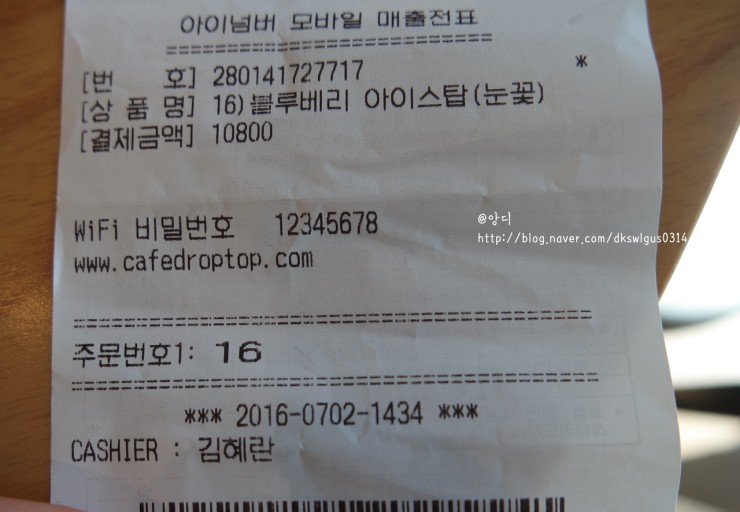 아이넘버 모바일 매출전표
==============================
[번 호] 280141727717 *
[상 품 명] 16)블루베리 아이스탑(눈꽃)
[결제금액] 10800
WiFi 비밀번호 12345678
@앙디
http://blog.naver.com/dkswlgus0314
www.cafedroptop.com
==========================================
주문번호1: 16
==========================================
*** 2016-0702-1434 ***
CASHIER : 김혜란